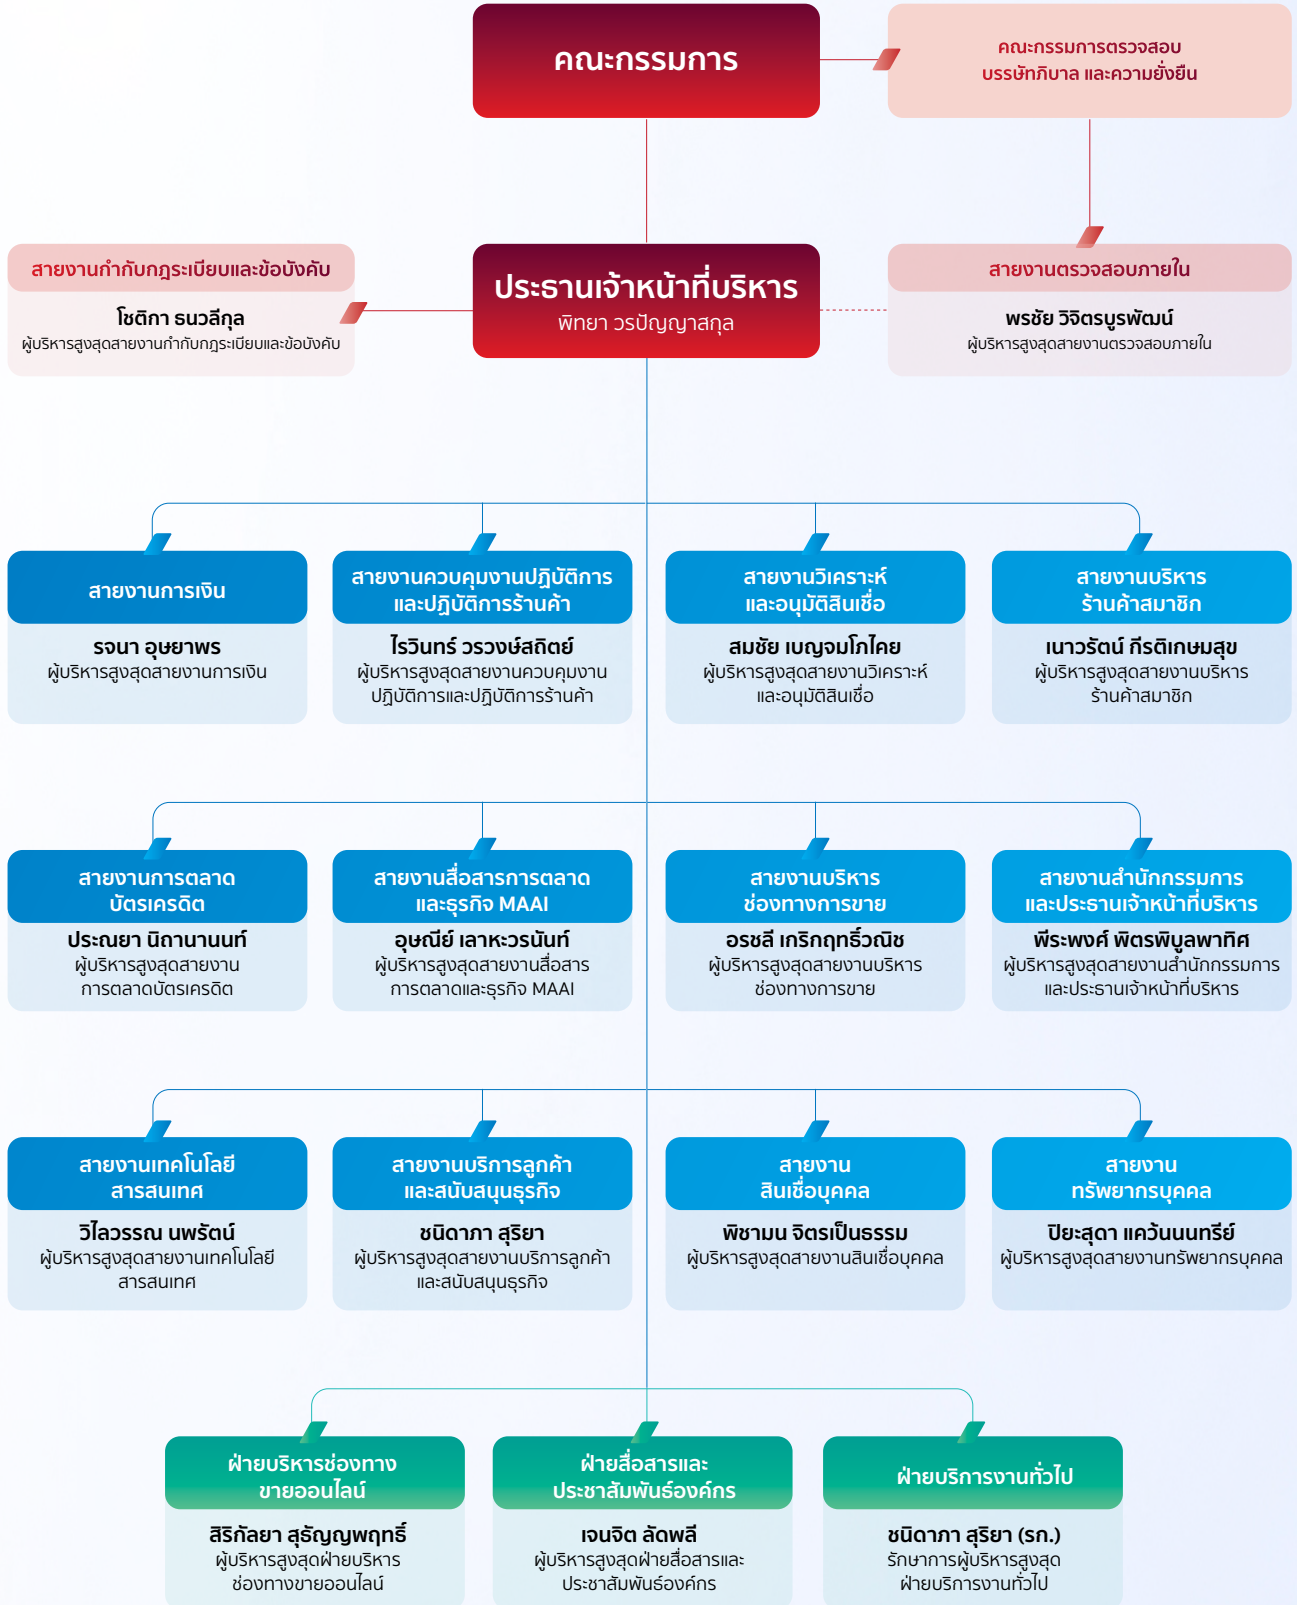 คณะกรรมการ
คณะกรรมการตรวจสอบ
บรรษัทภิบาล และความยั่งยืน
สายงานกำกับกฎระเบียบและข้อบังคับ
โชติกา ธนวลีกุล
ผู้บริหารสูงสุดสายงานกำกับกฎระเบียบและข้อบังคับ
ประธานเจ้าหน้าที่บริหาร
พิทยา วรปัญญาสกุล
สายงานตรวจสอบภายใน
พรชัย วิจิตรบูรพัฒน์
ผู้บริหารสูงสุดสายงานตรวจสอบภายใน
สายงานการเงิน
รจนา อุษยาพร
ผู้บริหารสูงสุดสายงานการเงิน
สายงานควบคุมงานปฏิบัติการ
และปฏิบัติการร้านค้า
ไรวินทร์ วรวงษ์สถิตย์
ผู้บริหารสูงสุดสายงานควบคุมงาน
ปฏิบัติการและปฏิบัติการร้านค้า
สายงานวิเคราะห์
และอนุมัติสินเชื่อ
สมชัย เบญจมโภไคย
ผู้บริหารสูงสุดสายงานวิเคราะห์
และอนุมัติสินเชื่อ
สายงานบริหาร
ร้านค้าสมาชิก
เนาวรัตน์ กีรติเกษมสุข
ผู้บริหารสูงสุดสายงานบริหาร
ร้านค้าสมาชิก
สายงานการตลาด
บัตรเครดิต
ประณยา นิถานานนท์
ผู้บริหารสูงสุดสายงาน
การตลาดบัตรเครดิต
สายงานสื่อสารการตลาด
และธุรกิจ MAAI
อุษณีย์ เลาหะวรนันท์
ผู้บริหารสูงสุดสายงานสื่อสาร
การตลาดและธุรกิจ MAAI
สายงานบริหาร
ช่องทางการขาย
อรชลี เกริกฤทธิ์วณิช
ผู้บริหารสูงสุดสายงานบริหาร
ช่องทางการขาย
สายงานสำนักกรรมการ
และประธานเจ้าหน้าที่บริหาร
พีระพงศ์ พิตรพิบูลพาทิศ
ผู้บริหารสูงสุดสายงานสำนักกรรมการ
และประธานเจ้าหน้าที่บริหาร
สายงานเทคโนโลยี
สารสนเทศ
วิไลวรรณ นพรัตน์
ผู้บริหารสูงสุดสายงานเทคโนโลยี
สารสนเทศ
สายงานบริการลูกค้า
และสนับสนุนธุรกิจ
ชนิดาภา สุริยา
ผู้บริหารสูงสุดสายงานบริการลูกค้า
และสนับสนุนธุรกิจ
สายงาน
สินเชื่อบุคคล
พิชามน จิตรเป็นธรรม
ผู้บริหารสูงสุดสายงานสินเชื่อบุคคล
สายงาน
ทรัพยากรบุคคล
ปิยะสุดา แคว้นนนทรีย์
ผู้บริหารสูงสุดสายงานทรัพยากรบุคคล
ฝ่ายบริหารช่องทาง
ขายออนไลน์
สิริกัลยา สุธัญญพฤทธิ์
ผู้บริหารสูงสุดฝ่ายบริหาร
ช่องทางขายออนไลน์
ฝ่ายสื่อสารและ
ประชาสัมพันธ์องค์กร
เจนจิต ลัดพลี
ผู้บริหารสูงสุดฝ่ายสื่อสารและ
ประชาสัมพันธ์องค์กร
ฝ่ายบริการงานทั่วไป
ชนิดาภา สุริยา (รก.)
รักษาการผู้บริหารสูงสุด
ฝ่ายบริการงานทั่วไป